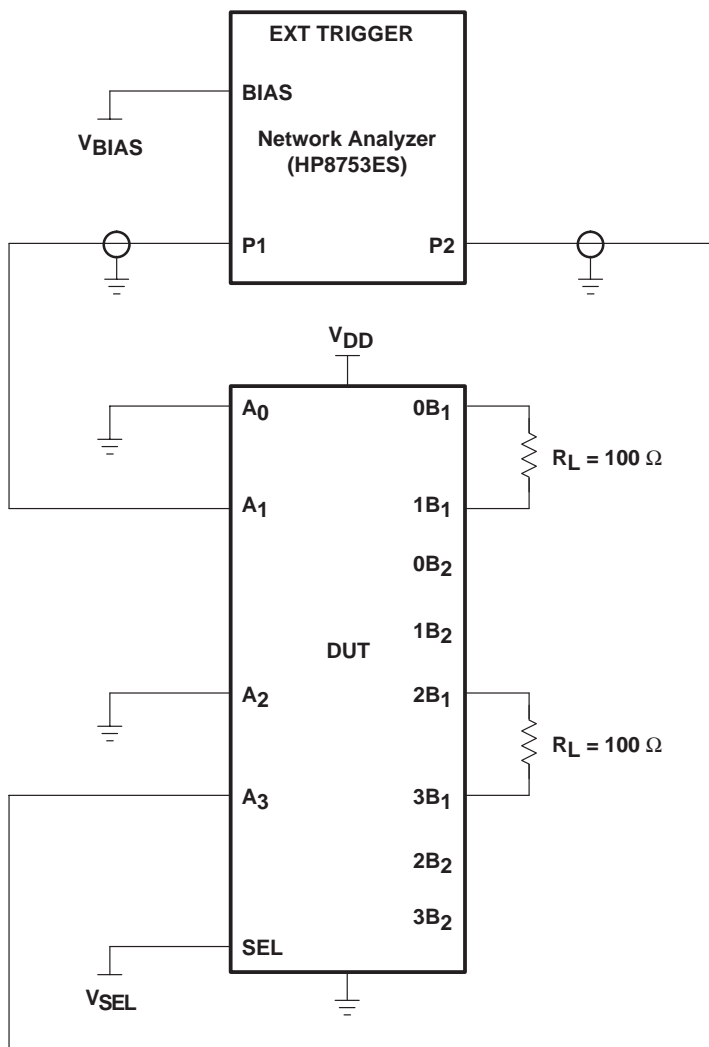 EXT TRIGGER
BIAS
VBIAS
Network Analyzer
(HP8753ES)
P1
P2
VDD
A0
0B1
RL = 100 Ω
A1
1B1
0B2
1B2
DUT
A2
2B1
RL = 100 Ω
A3
3B1
2B2
3B2
SEL
VSEL